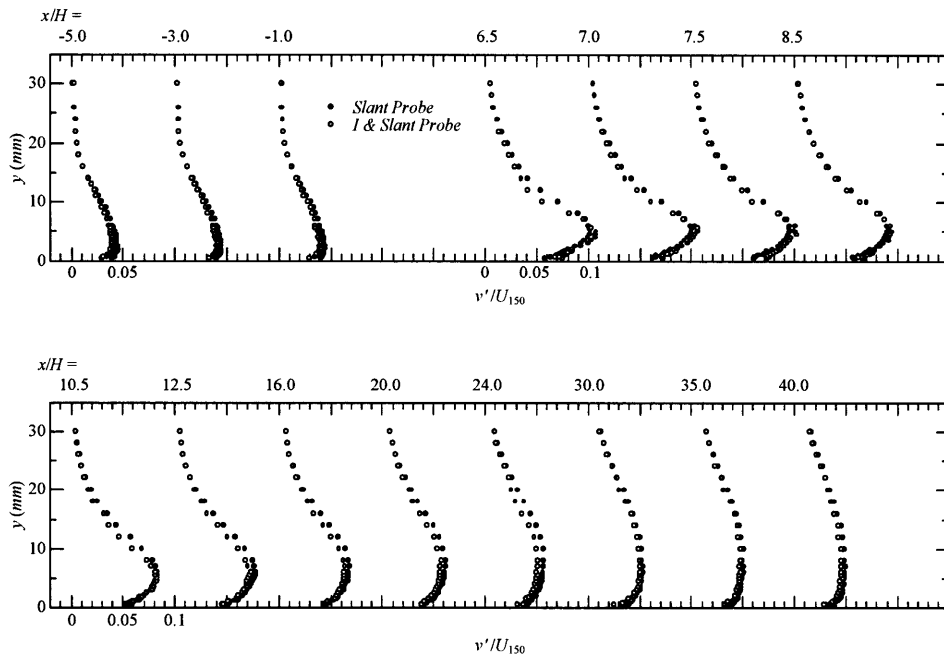 x/H =
-5.0 -3.0 -1.0 6.5 7.0 7.5 8.5
Slant Probe
I & Slant Probe
y (mm)
30
20
10
0
0 0.05 0 0.05 0.1
v'/U150
v'/U150
x/H =
10.5 12.5 16.0 20.0 24.0 30.0 35.0 40.0
y (mm)
30
20
10
0
0 0.05 0.1
v'/U150